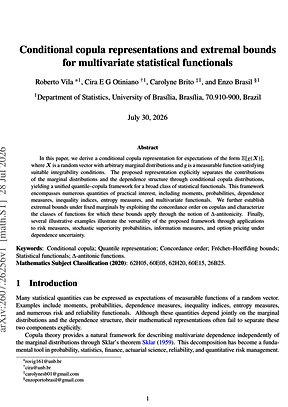 Conditional copula representations and extremal bounds
for multivariate statistical functionals
Roberto Vila *1, Cira E G Otiniano †1, Carolyne Brito ‡1, and Enzo Brasil §1
1Department of Statistics, University of Brasília, Brasília, 70.910-900, Brazil
July 30, 2026
Abstract
In this paper, we derive a conditional copula representation for expectations of the form E[g(X)],
where X is a random vector with arbitrary marginal distributions and g is a measurable function satisfying
suitable integrability conditions. The proposed representation explicitly separates the contributions
of the marginal distributions and the dependence structure through conditional copula distributions,
yielding a unified quantile–copula framework for a broad class of statistical functionals. This framework
encompasses numerous quantities of practical interest, including moments, probabilities, dependence
measures, inequality indices, entropy measures, and multivariate functionals. We further establish
extremal bounds under fixed marginals by exploiting the concordance order on copulas and characterize
the classes of functions for which these bounds apply through the notion of Δ-antitonicity. Finally,
several illustrative examples illustrate the versatility of the proposed framework through applications
to risk measures, stochastic superiority probabilities, information measures, and option pricing under
dependence uncertainty.
Keywords: Conditional copula; Quantile representation; Concordance order; Fréchet-Hoeffding bounds;
Statistical functionals; Δ-antitonic functions.
Mathematics Subject Classification (2020): 62H05, 60E05, 62H20, 60E15, 26B25.
1 Introduction
Many statistical quantities can be expressed as expectations of measurable functions of a random vector.
Examples include moments, probabilities, dependence measures, inequality indices, entropy measures,
and numerous risk and reliability functionals. Although these quantities depend jointly on the marginal
distributions and the dependence structure, their mathematical representations often fail to separate these
two components explicitly.
Copula theory provides a natural framework for describing multivariate dependence independently of
the marginal distributions through Sklar's theorem Sklar (1959). This decomposition has become a fundamental
tool in probability, statistics, finance, actuarial science, reliability, and quantitative risk management.
*rovig161@unb.br
†cira@unb.br
‡carolynes401@gmail.com
§enzoportobrasil@gmail.com
1
arXiv:2607.26256v1 [math.ST] 28 Jul 2026